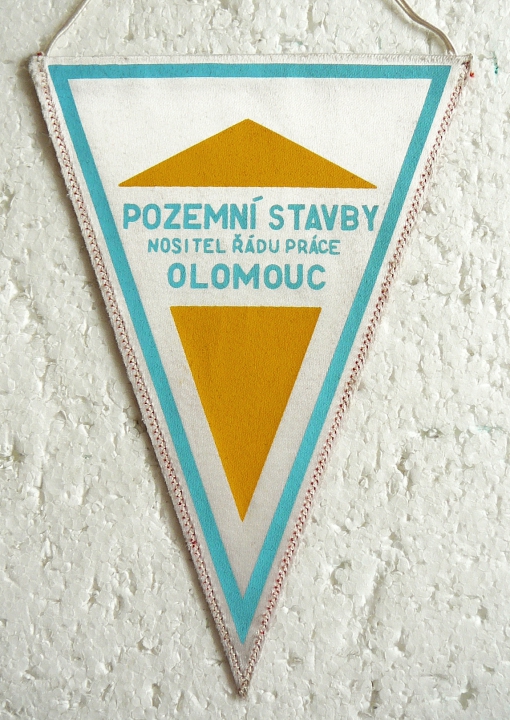 POZEMNÍ STAVBY
NOSITEL ŘÁDU PRÁCE
OLOMOUC